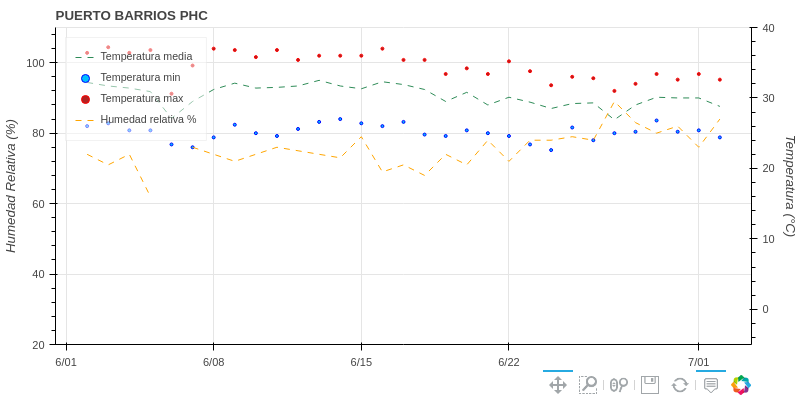 PUERTO BARRIOS PHC
Temperatura media
Temperatura min
Temperatura max
Humedad relativa %
Humedad Relativa (%)
100
80
60
40
20
Temperatura (°C)
40
30
20
10
0
6/01
6/08
6/15
6/22
7/01